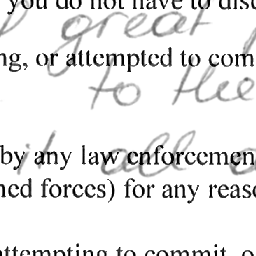 you do not have to disc
great
ng, or attempted to com
to the
it all
by any law enforcemen
ned forces) for any reas
attempting to commit, o